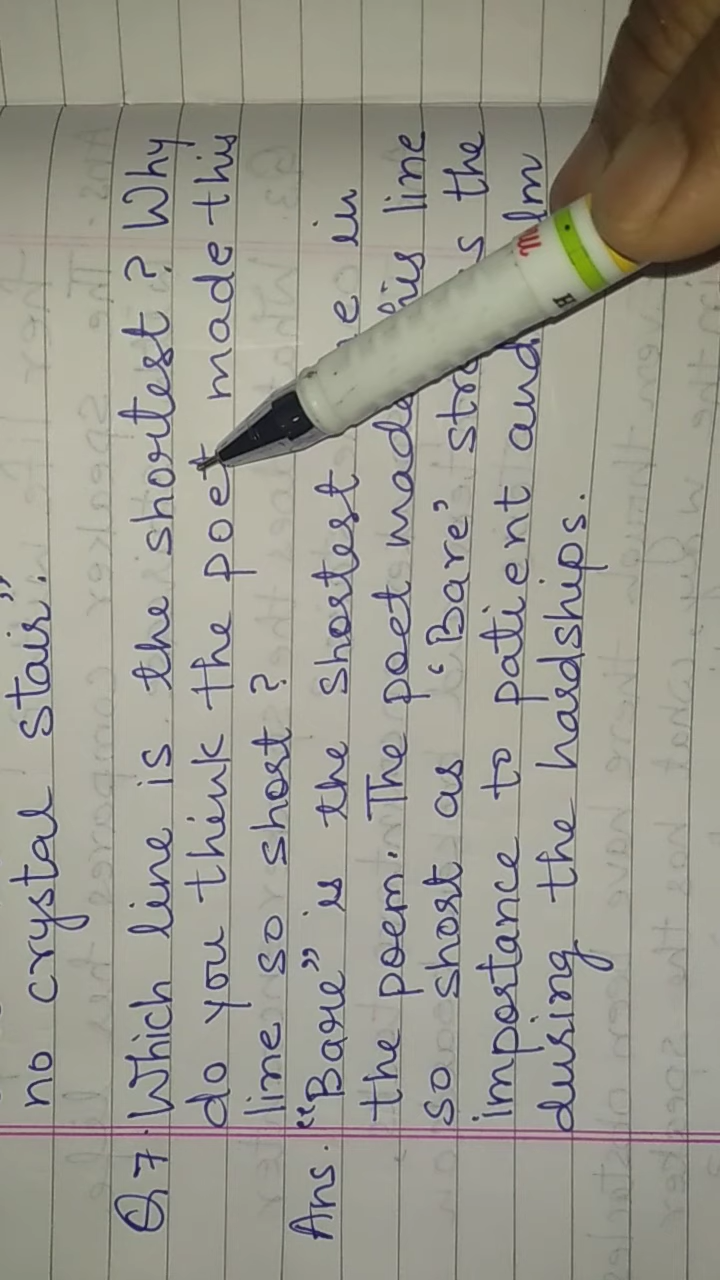 no crystal stair."
Q7. Which line is the shortest? Why
do you think the poet made this
line so short?
Ans. "Bare" is the shortest in
the poem. The poet made this line
so short as 'Bare' the
importance to patient and
during the hardships.